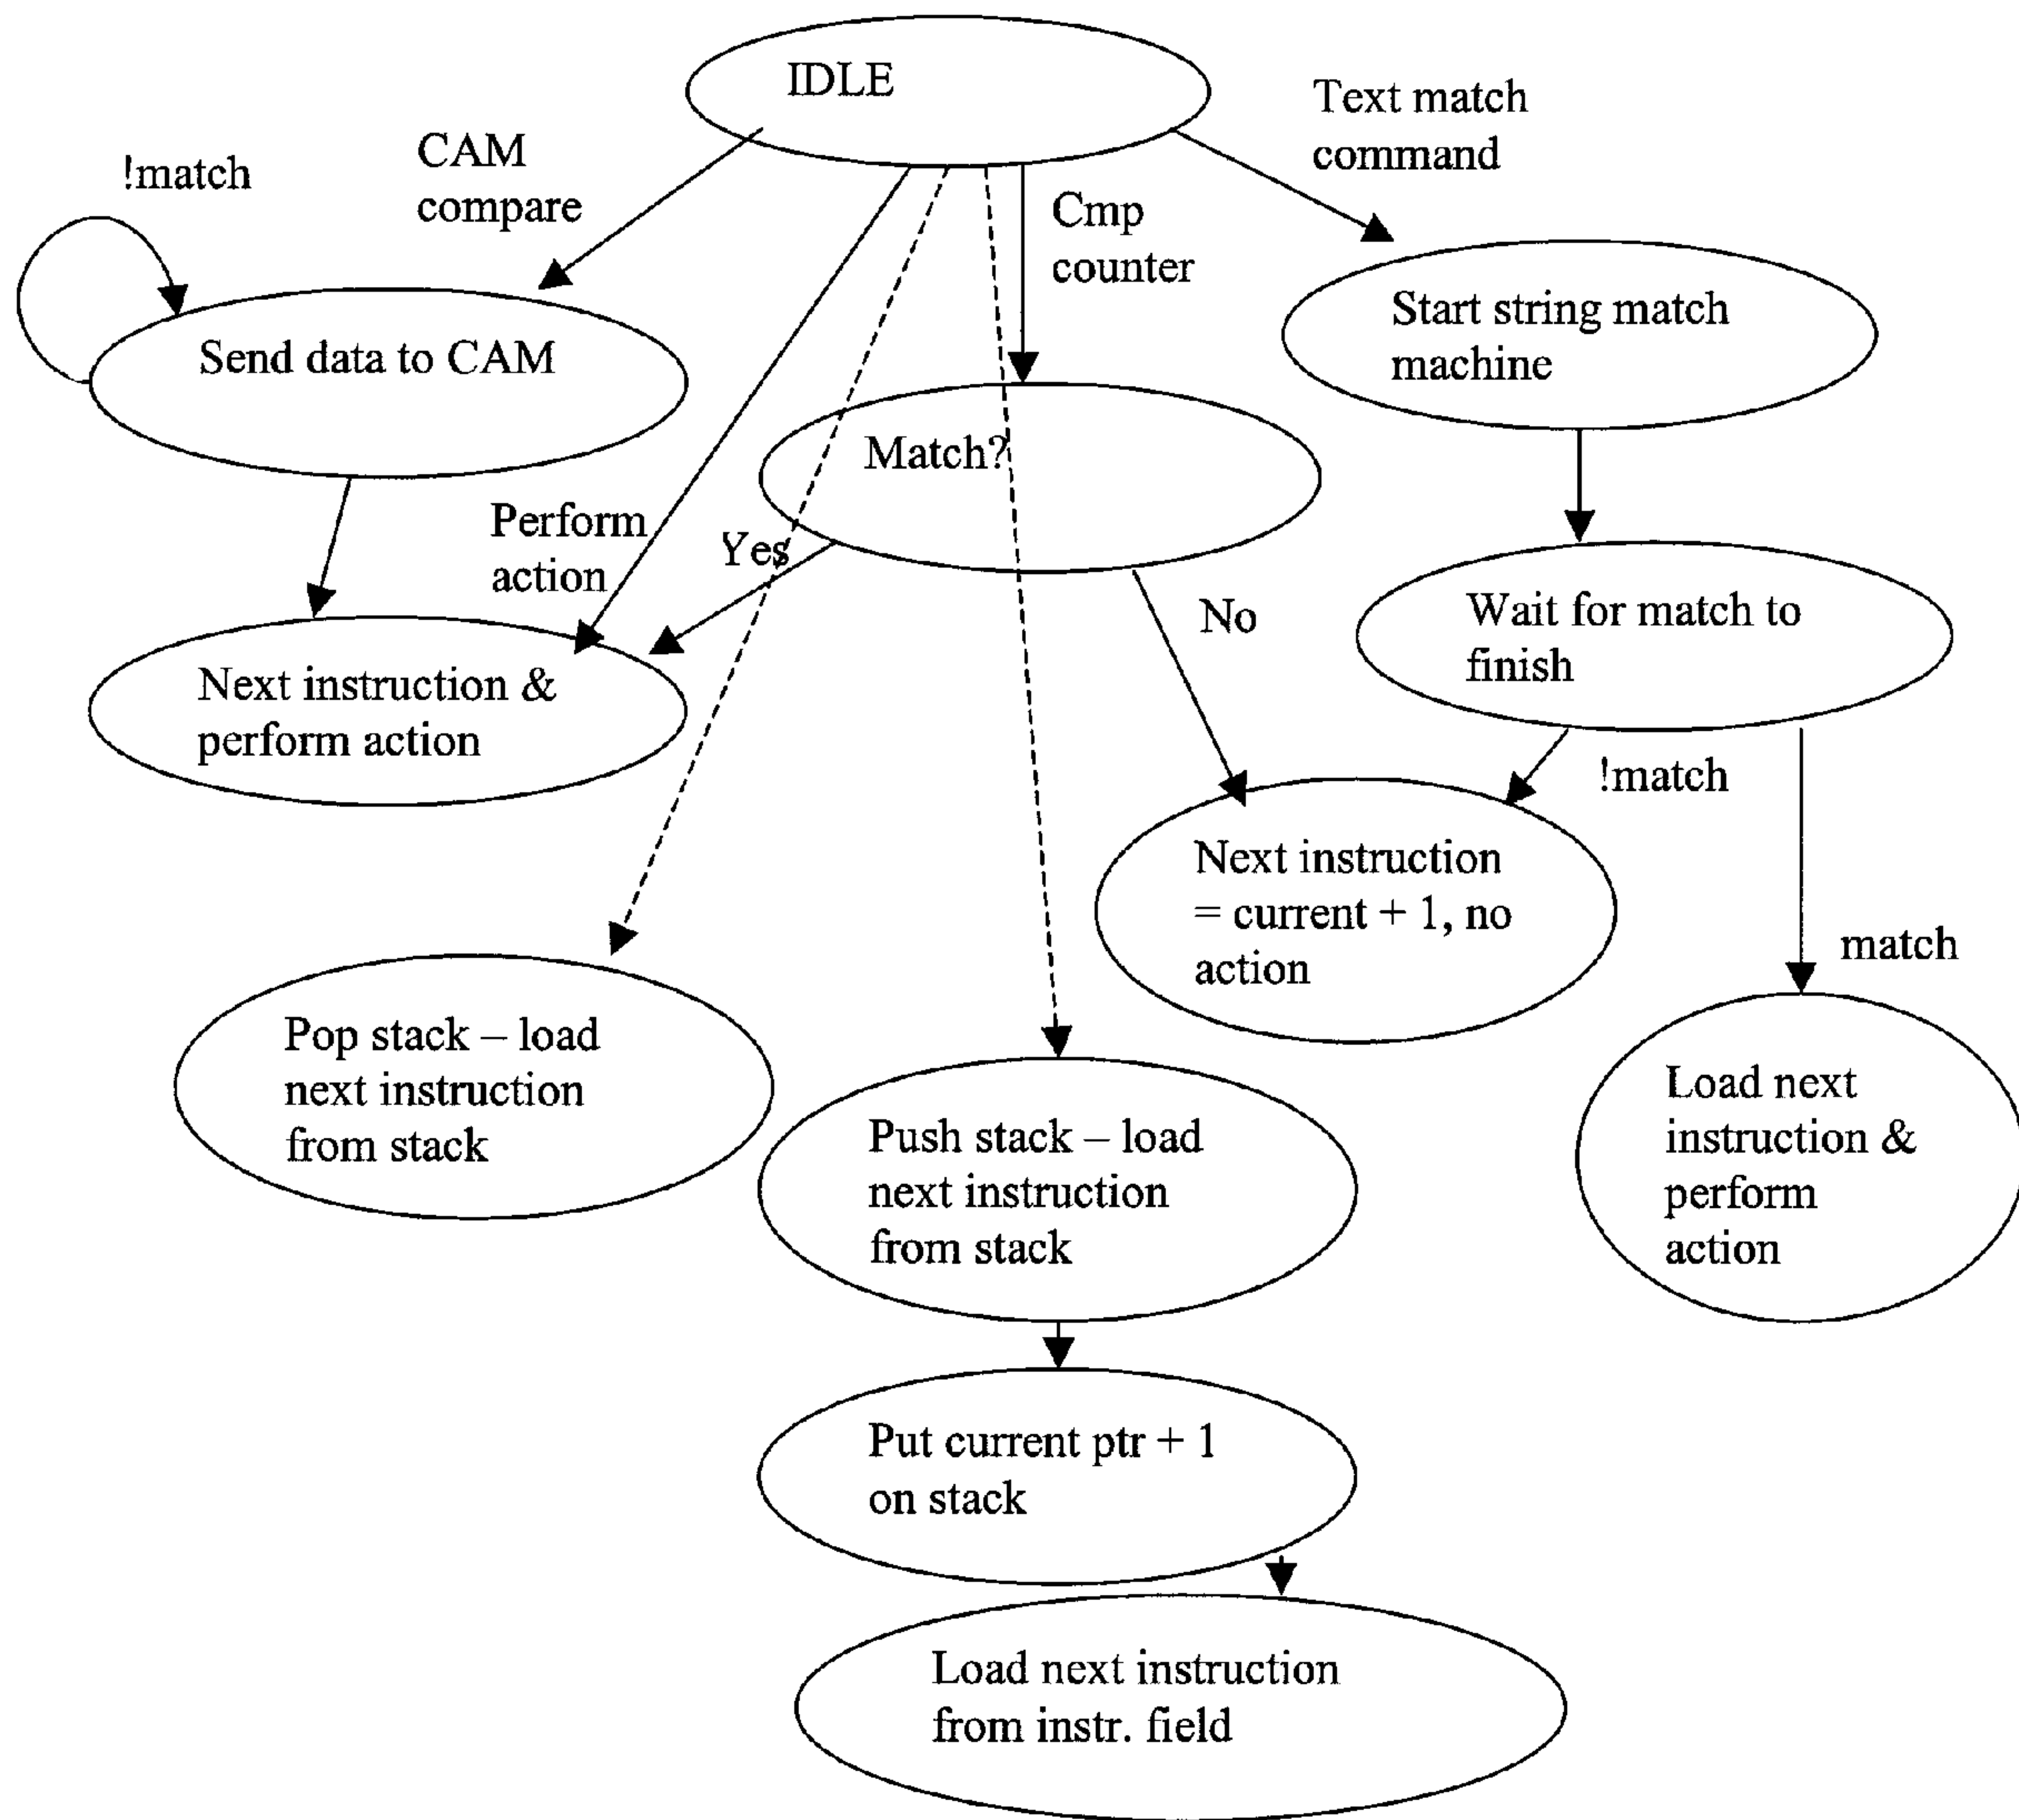 IDLE
Text match
command
CAM
compare
!match
Cmp
counter
Start string match
machine
Send data to CAM
Match?
Perform
action
Yes
No
Wait for match to
finish
Next instruction &
perform action
!match
Next instruction
= current + 1, no
action
match
Pop stack – load
next instruction
from stack
Push stack – load
next instruction
from stack
Load next
instruction &
perform
action
Put current ptr + 1
on stack
Load next instruction
from instr. field